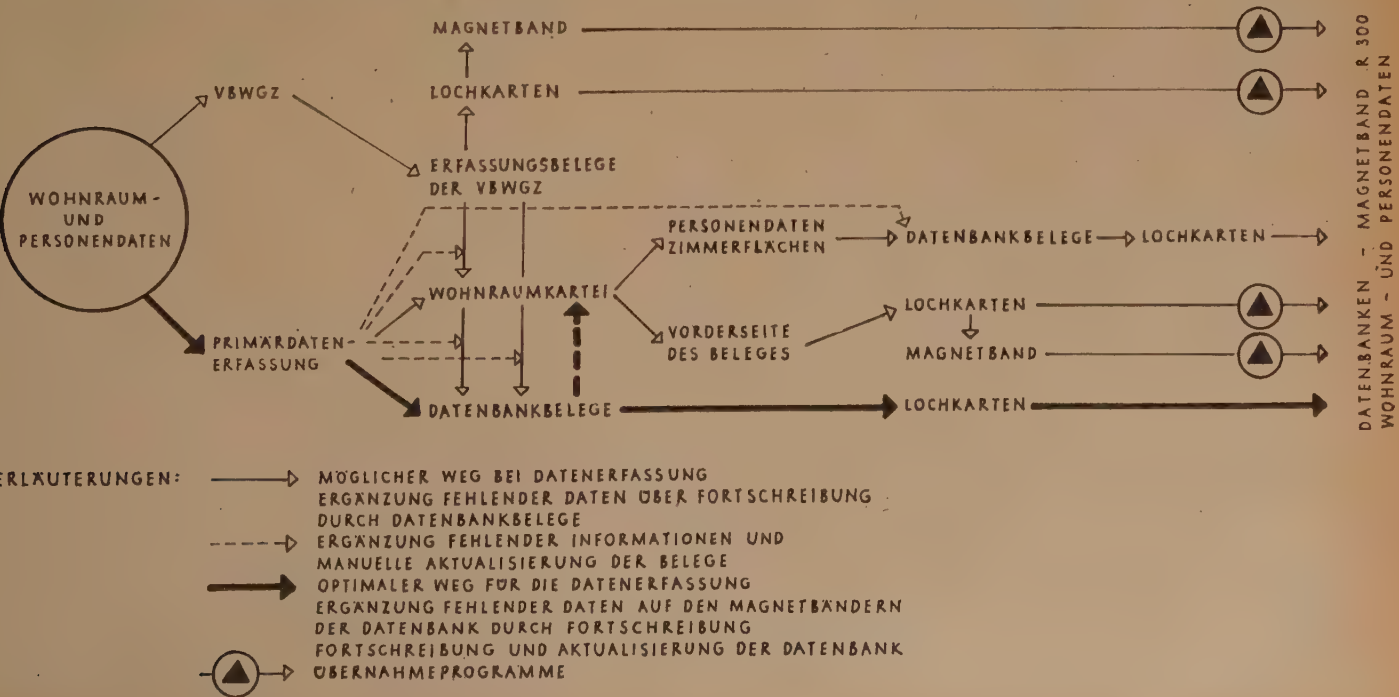 MAGNETBAND
LOCHKARTEN
VBWGZ
ERFASSUNGSBELEGE
DER VBWGZ
WOHNRAUM -
UND
PERSONENDATEN
PERSONENDATEN
ZIMMERFLÄCHEN
DATENBANKBELEGE
LOCHKARTEN
WOHNRAUMKARTEI
LOCHKARTEN
PRIMÄRDATEN-
ERFASSUNG
VORDERSEITE
DES BELEGES
MAGNETBAND
DATENBANKBELEGE
LOCHKARTEN
DATENBANKEN - MAGNETBAND R 300
WOHNRAUM - UND PERSONENDATEN
ERLÄUTERUNGEN:
MÖGLICHER WEG BEI DATENERFASSUNG
ERGÄNZUNG FEHLENDER DATEN ÜBER FORTSCHREIBUNG
DURCH DATENBANKBELEGE
ERGÄNZUNG FEHLENDER INFORMATIONEN UND
MANUELLE AKTUALISIERUNG DER BELEGE
OPTIMALER WEG FÜR DIE DATENERFASSUNG
ERGÄNZUNG FEHLENDER DATEN AUF DEN MAGNETBÄNDERN
DER DATENBANK DURCH FORTSCHREIBUNG
FORTSCHREIBUNG UND AKTUALISIERUNG DER DATENBANK
ÜBERNAHMEPROGRAMME